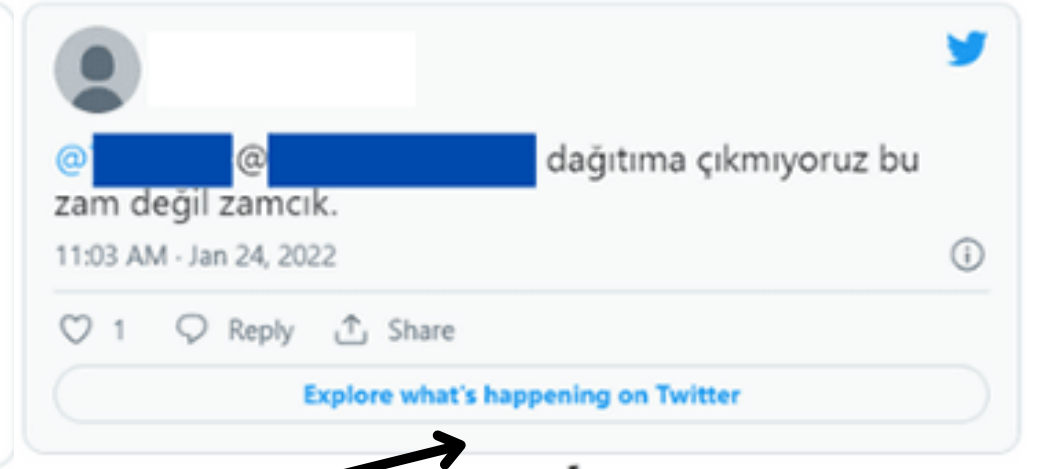 @ @ dağıtıma çıkmıyoruz bu
zam değil zamcık.
11:03 AM · Jan 24, 2022
1 Reply Share
Explore what's happening on Twitter